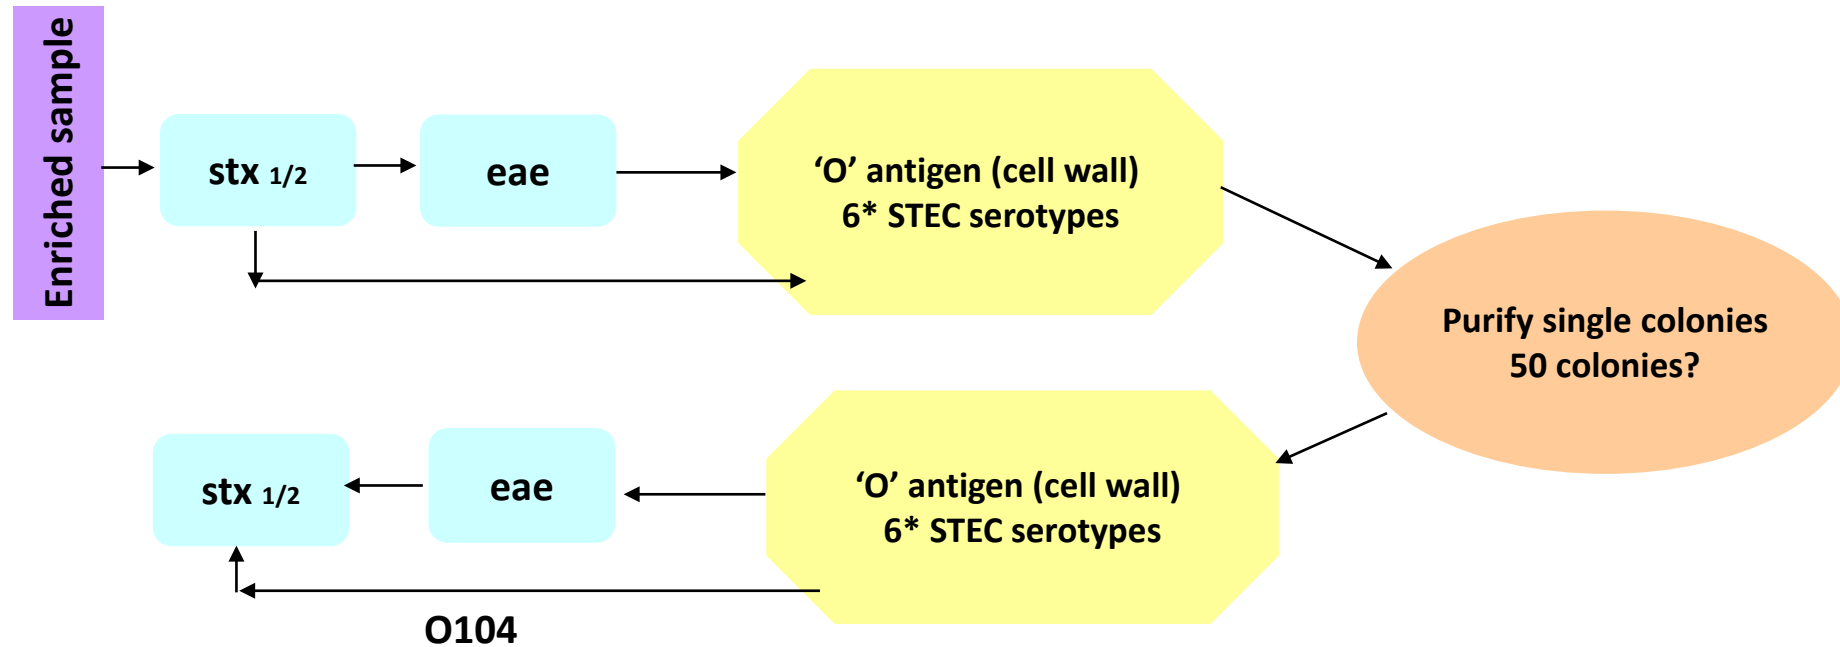 Enriched sample
stx 1/2
eae
‘O’ antigen (cell wall)
6* STEC serotypes
Purify single colonies
50 colonies?
‘O’ antigen (cell wall)
6* STEC serotypes
eae
stx 1/2
O104